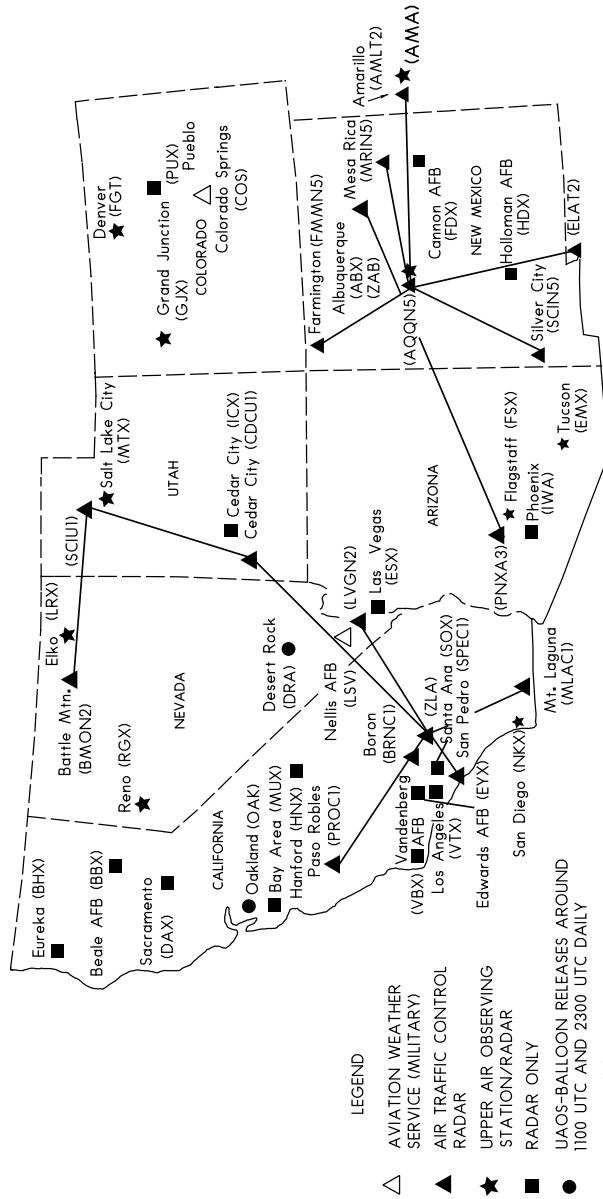 Eureka (BHX)
Beale AFB (BBX)
Sacramento
(DAX)
CALIFORNIA
Oakland (OAK)
Bay Area (MUX)
Hanford (HNX)
Paso Robles
(PROC1)
Reno (RGX)
NEVADA
Battle Mtn.
(BMON2)
Elko (LRX)
Desert Rock
(DRA)
Nellis AFB
(LSV)
Boron
(BRNC1)
Vandenberg
AFB
(VBX)
Los Angeles
(VTX)
Edwards AFB (EYX)
(ZLA)
Santa Ana (SOX)
San Pedro (SPEC1)
San Diego (NKX)
Mt. Laguna
(MLAC1)
(LVGN2)
Las Vegas
(ESX)
(SCIU1)
Salt Lake City
(MTX)
UTAH
Cedar City (ICX)
Cedar City (CDCU1)
ARIZONA
(PNXA3)
Flagstaff (FSX)
Phoenix
(IWA)
Tucson
(EMX)
Denver
(FGT)
Grand Junction
(GJX)
(PUX)
Pueblo
COLORADO
Colorado Springs
(COS)
Farmington (FMMN5)
Albuquerque
(ABX)
(ZAB)
(AQQN5)
Mesa Rica
(MRIN5)
Amarillo
(AMLT2)
(AMA)
Cannon AFB
(FDX)
NEW MEXICO
Holloman AFB
(HDX)
Silver City
(SCIN5)
(ELAT2)
LEGEND
AVIATION WEATHER
SERVICE (MILITARY)
AIR TRAFFIC CONTROL
RADAR
UPPER AIR OBSERVING
STATION/RADAR
RADAR ONLY
UAOS-BALLOON RELEASES AROUND
1100 UTC AND 2300 UTC DAILY